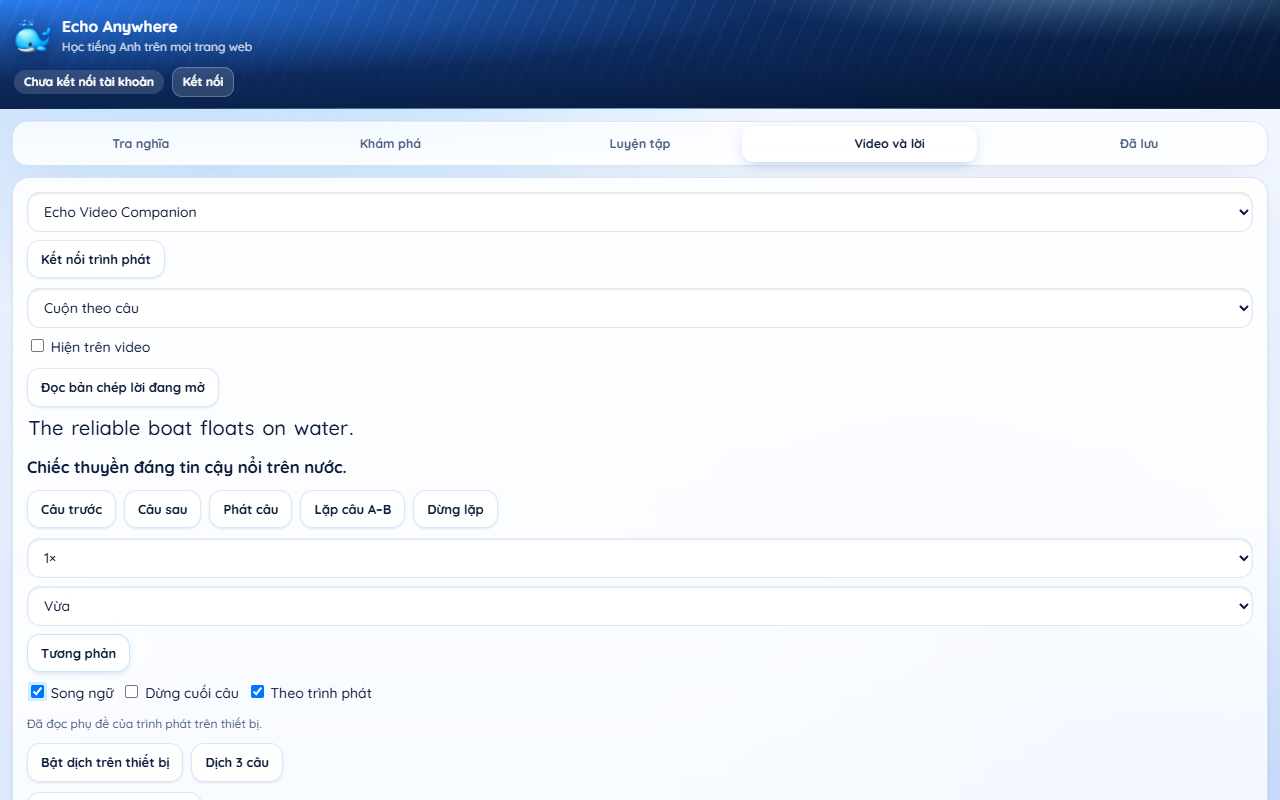 Echo Anywhere
Học tiếng Anh trên mọi trang web
Chưa kết nối tài khoản Kết nối
Tra nghĩa Khám phá Luyện tập Video và lời Đã lưu
Echo Video Companion
Kết nối trình phát
Cuộn theo câu
Hiện trên video
Đọc bản chép lời đang mở
The reliable boat floats on water.
Chiếc thuyền đáng tin cậy nổi trên nước.
Câu trước Câu sau Phát câu Lặp câu A–B Dừng lặp
1×
Vừa
Tương phản
Song ngữ Dừng cuối câu Theo trình phát
Đã đọc phụ đề của trình phát trên thiết bị.
Bật dịch trên thiết bị Dịch 3 câu